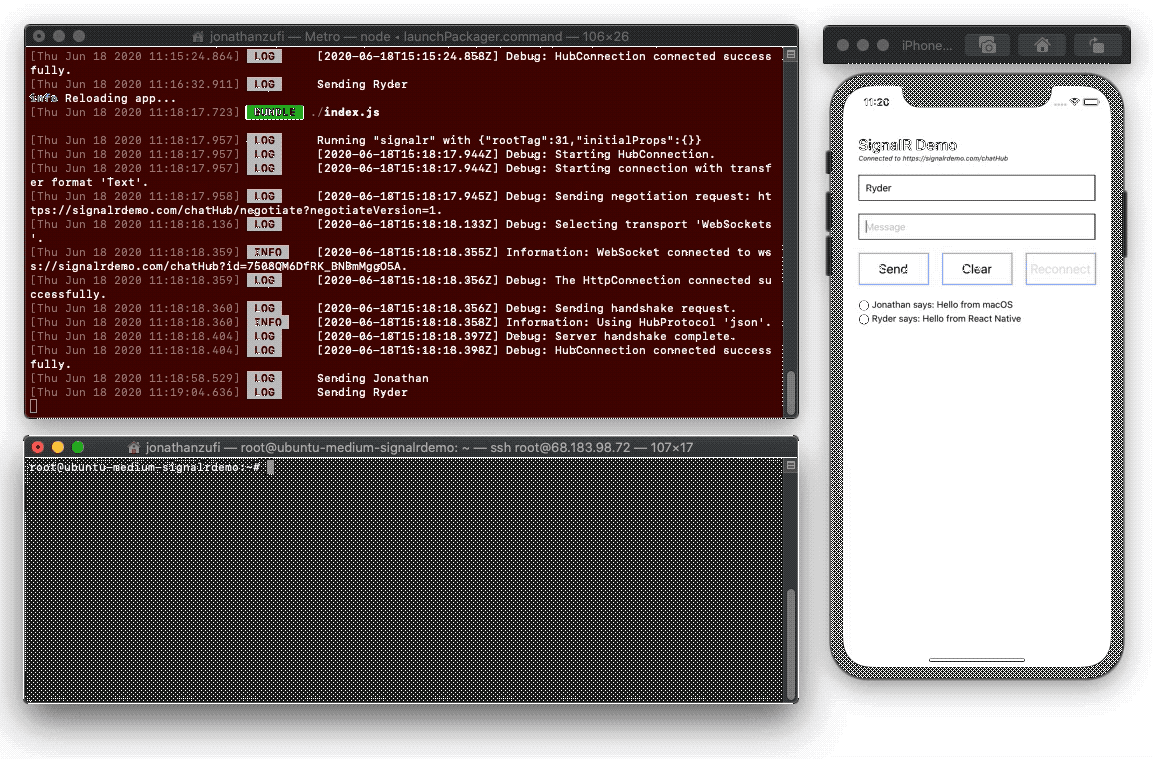 jonathanzufi — Metro — node • launchPackager.command — 106×26
[Thu Jun 18 2020 11:15:24.864] LOG [2020-06-18T15:15:24.858Z] Debug: HubConnection connected success
fully.
[Thu Jun 18 2020 11:16:32.911] LOG Sending Ryder
info Reloading app...
[Thu Jun 18 2020 11:18:17.723] BUNDLE ./index.js
[Thu Jun 18 2020 11:18:17.957] LOG Running "signalr" with {"rootTag":31,"initialProps":{}}
[Thu Jun 18 2020 11:18:17.957] LOG [2020-06-18T15:18:17.944Z] Debug: Starting HubConnection.
[Thu Jun 18 2020 11:18:17.957] LOG [2020-06-18T15:18:17.944Z] Debug: Starting connection with transf
er format 'Text'.
[Thu Jun 18 2020 11:18:17.958] LOG [2020-06-18T15:18:17.945Z] Debug: Sending negotiation request: ht
tps://signalrdemo.com/chatHub/negotiate?negotiateVersion=1.
[Thu Jun 18 2020 11:18:18.136] LOG [2020-06-18T15:18:18.133Z] Debug: Selecting transport 'WebSockets
'.
[Thu Jun 18 2020 11:18:18.359] INFO [2020-06-18T15:18:18.355Z] Information: WebSocket connected to ws
s://signalrdemo.com/chatHub?id=7508QM6DfRK_BNBmMggO5A.
[Thu Jun 18 2020 11:18:18.359] LOG [2020-06-18T15:18:18.356Z] Debug: The HttpConnection connected su
ccessfully.
[Thu Jun 18 2020 11:18:18.360] LOG [2020-06-18T15:18:18.356Z] Debug: Sending handshake request.
[Thu Jun 18 2020 11:18:18.360] INFO [2020-06-18T15:18:18.358Z] Information: Using HubProtocol 'json'.
[Thu Jun 18 2020 11:18:18.404] LOG [2020-06-18T15:18:18.397Z] Debug: Server handshake complete.
[Thu Jun 18 2020 11:18:18.404] LOG [2020-06-18T15:18:18.398Z] Debug: HubConnection connected success
fully.
[Thu Jun 18 2020 11:18:58.529] LOG Sending Jonathan
[Thu Jun 18 2020 11:19:04.636] LOG Sending Ryder
jonathanzufi — root@ubuntu-medium-signalrdemo: ~ — ssh root@68.183.98.72 — 107×17
root@ubuntu-medium-signalrdemo:~#
iPhone...
11:20
SignalR Demo
Connected to https://signalrdemo.com/chatHub
Ryder
Message
Send Clear Reconnect
Jonathan says: Hello from macOS
Ryder says: Hello from React Native